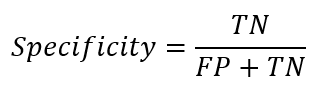 Specificity = TN / FP + TN